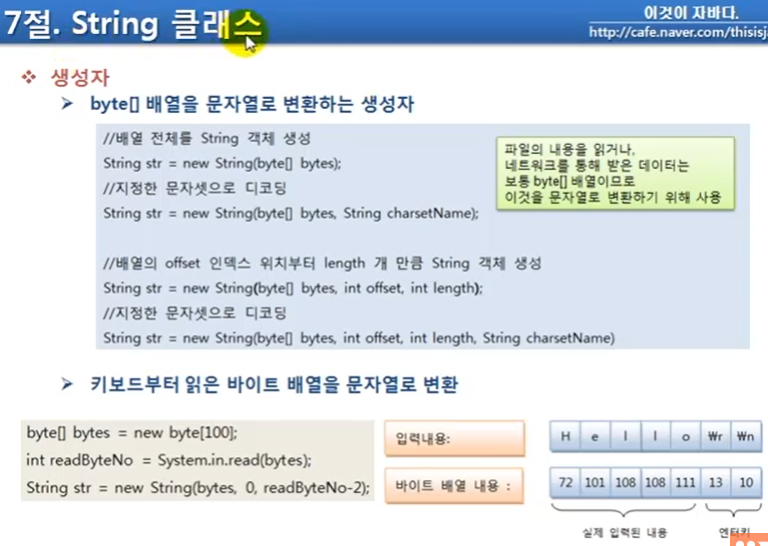 7절. String 클래스
이것이 자바다.
http://cafe.naver.com/thisisj
❖ 생성자
➢ byte[] 배열을 문자열로 변환하는 생성자
//배열 전체를 String 객체 생성
String str = new String(byte[] bytes);
//지정한 문자셋으로 디코딩
String str = new String(byte[] bytes, String charsetName);
파일의 내용을 읽거나,
네트워크를 통해 받은 데이터는
보통 byte[] 배열이므로
이것을 문자열로 변환하기 위해 사용
//배열의 offset 인덱스 위치부터 length 개 만큼 String 객체 생성
String str = new String(byte[] bytes, int offset, int length);
//지정한 문자셋으로 디코딩
String str = new String(byte[] bytes, int offset, int length, String charsetName)
➢ 키보드부터 읽은 바이트 배열을 문자열로 변환
byte[] bytes = new byte[100];
int readByteNo = System.in.read(bytes);
String str = new String(bytes, 0, readByteNo-2);
입력내용:
H e l l o ₩r ₩n
바이트 배열 내용 :
72 101 108 108 111 13 10
실제 입력된 내용
엔터키